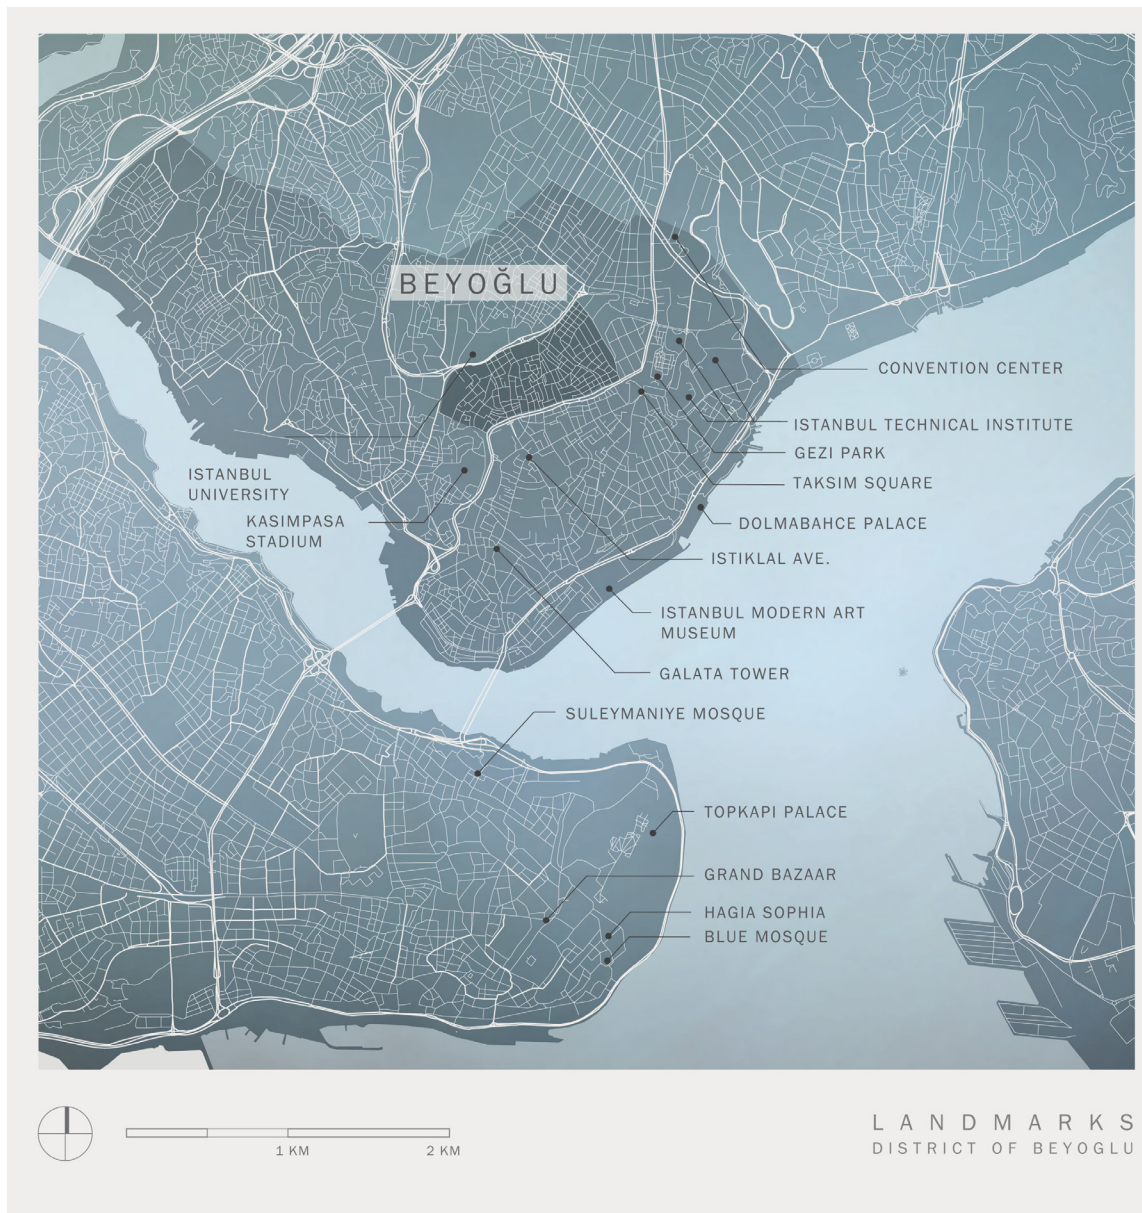 BEYOĞLU
CONVENTION CENTER
ISTANBUL TECHNICAL INSTITUTE
GEZI PARK
ISTANBUL
UNIVERSITY
TAKSIM SQUARE
KASIMPASA
STADIUM
DOLMABAHCE PALACE
ISTIKLAL AVE.
ISTANBUL MODERN ART
MUSEUM
GALATA TOWER
SULEYMANIYE MOSQUE
TOPKAPI PALACE
GRAND BAZAAR
HAGIA SOPHIA
BLUE MOSQUE
1 KM
2 KM
LANDMARKS
DISTRICT OF BEYOGLU